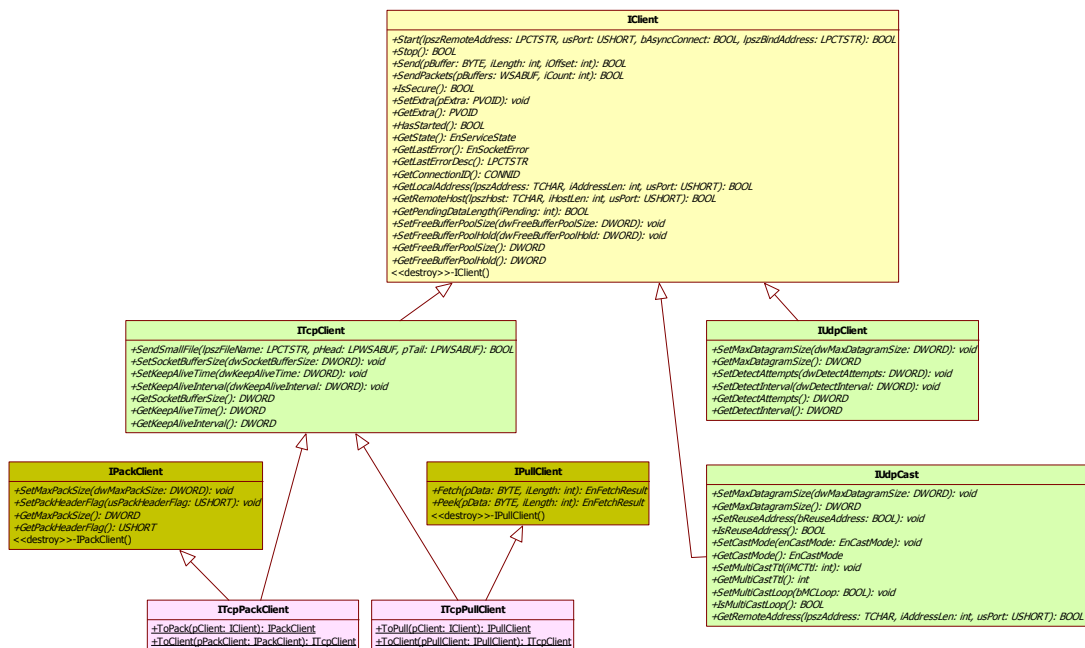 IClient
+Start(lpszRemoteAddress: LPCTSTR, usPort: USHORT, bAsyncConnect: BOOL, lpszBindAddress: LPCTSTR): BOOL
+Stop(): BOOL
+Send(pBuffer: BYTE, iLength: int, iOffset: int): BOOL
+SendPackets(pBuffers: WSABUF, iCount: int): BOOL
+IsSecure(): BOOL
+SetExtra(pExtra: PVOID): void
+GetExtra(): PVOID
+HasStarted(): BOOL
+GetState(): EnServiceState
+GetLastError(): EnSocketError
+GetLastErrorDesc(): LPCTSTR
+GetConnectionID(): CONNID
+GetLocalAddress(lpszAddress: TCHAR, iAddressLen: int, usPort: USHORT): BOOL
+GetRemoteHost(lpszHost: TCHAR, iHostLen: int, usPort: USHORT): BOOL
+GetPendingDataLength(iPending: int): BOOL
+SetFreeBufferPoolSize(dwFreeBufferPoolSize: DWORD): void
+SetFreeBufferPoolHold(dwFreeBufferPoolHold: DWORD): void
+GetFreeBufferPoolSize(): DWORD
+GetFreeBufferPoolHold(): DWORD
<<destroy>>-IClient()
ITcpClient
+SendSmallFile(lpszFileName: LPCTSTR, pHead: LPWSABUF, pTail: LPWSABUF): BOOL
+SetSocketBufferSize(dwSocketBufferSize: DWORD): void
+SetKeepAliveTime(dwKeepAliveTime: DWORD): void
+SetKeepAliveInterval(dwKeepAliveInterval: DWORD): void
+GetSocketBufferSize(): DWORD
+GetKeepAliveTime(): DWORD
+GetKeepAliveInterval(): DWORD
IUdpClient
+SetMaxDatagramSize(dwMaxDatagramSize: DWORD): void
+GetMaxDatagramSize(): DWORD
+SetDetectAttempts(dwDetectAttempts: DWORD): void
+SetDetectInterval(dwDetectInterval: DWORD): void
+GetDetectAttempts(): DWORD
+GetDetectInterval(): DWORD
IPackClient
+SetMaxPackSize(dwMaxPackSize: DWORD): void
+SetPackHeaderFlag(usPackHeaderFlag: USHORT): void
+GetMaxPackSize(): DWORD
+GetPackHeaderFlag(): USHORT
<<destroy>>-IPackClient()
IPullClient
+Fetch(pData: BYTE, iLength: int): EnFetchResult
+Peek(pData: BYTE, iLength: int): EnFetchResult
<<destroy>>-IPullClient()
IUdpCast
+SetMaxDatagramSize(dwMaxDatagramSize: DWORD): void
+GetMaxDatagramSize(): DWORD
+SetReuseAddress(bReuseAddress: BOOL): void
+IsReuseAddress(): BOOL
+SetCastMode(enCastMode: EnCastMode): void
+GetCastMode(): EnCastMode
+SetMultiCastTtl(iMCTtl: int): void
+GetMultiCastTtl(): int
+SetMultiCastLoop(bMCLoop: BOOL): void
+IsMultiCastLoop(): BOOL
+GetRemoteAddress(lpszAddress: TCHAR, iAddressLen: int, usPort: USHORT): BOOL
ITcpPackClient
+ToPack(pClient: IClient): IPackClient
+ToClient(pPackClient: IPackClient): ITcpClient
ITcpPullClient
+ToPull(pClient: IClient): IPullClient
+ToClient(pPullClient: IPullClient): ITcpClient